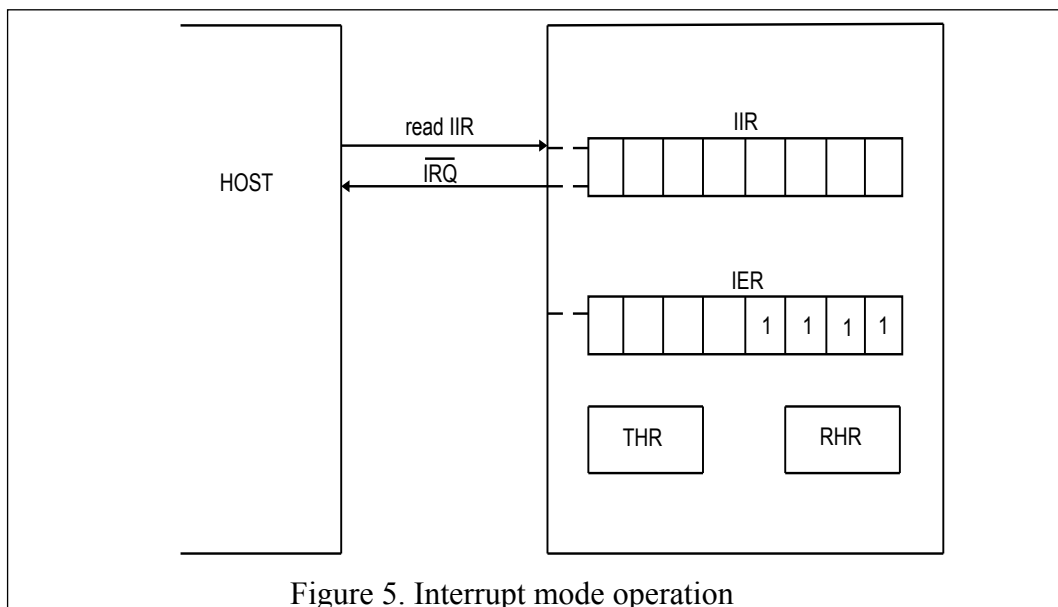 read IIR
IIR
HOST
IRQ
IER
1 1 1 1
THR RHR
Figure 5. Interrupt mode operation